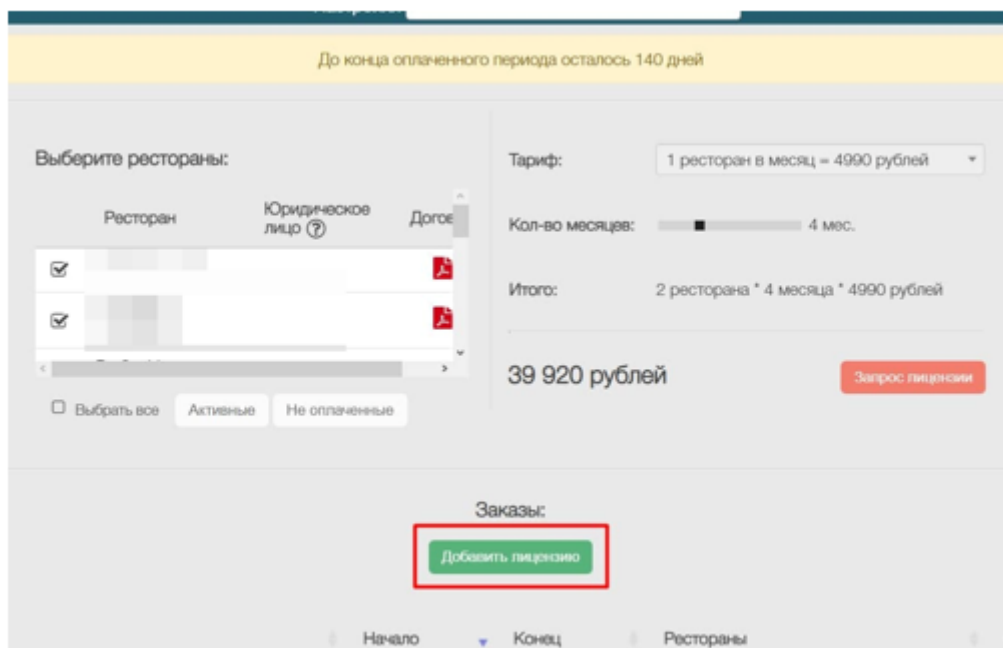 До конца оплаченного периода осталось 140 дней
Выберите рестораны:
Ресторан
Юридическое
лицо (?)
Догов
Выбрать все
Активные
Не оплаченные
Тариф:
1 ресторан в месяц = 4990 рублей
Кол-во месяцев:
4 мес.
Итого:
2 ресторана * 4 месяца * 4990 рублей
39 920 рублей
Запрос лицензии
Заказы:
Добавить лицензию
Начало
Конец
Рестораны